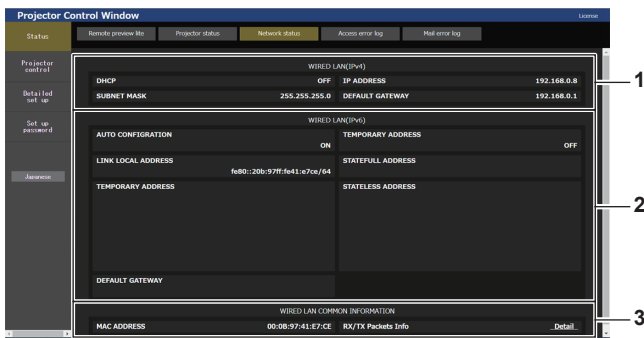 Projector Control Window
License
Status
Remote preview lite
Projector status
Network status
Access error log
Mail error log
Projector
control
Detailed
set up
Set up
password
Japanese
WIRED LAN(IPv4)
DHCP OFF IP ADDRESS 192.168.0.8
SUBNET MASK 255.255.255.0 DEFAULT GATEWAY 192.168.0.1
1
WIRED LAN(IPv6)
AUTO CONFIGRATION TEMPORARY ADDRESS
ON OFF
LINK LOCAL ADDRESS STATEFULL ADDRESS
fe80::20b:97ff:fe41:e7ce/64
TEMPORARY ADDRESS STATELESS ADDRESS
2
DEFAULT GATEWAY
WIRED LAN COMMON INFORMATION
3
MAC ADDRESS 00:0B:97:41:E7:CE RX/TX Packets Info Detail